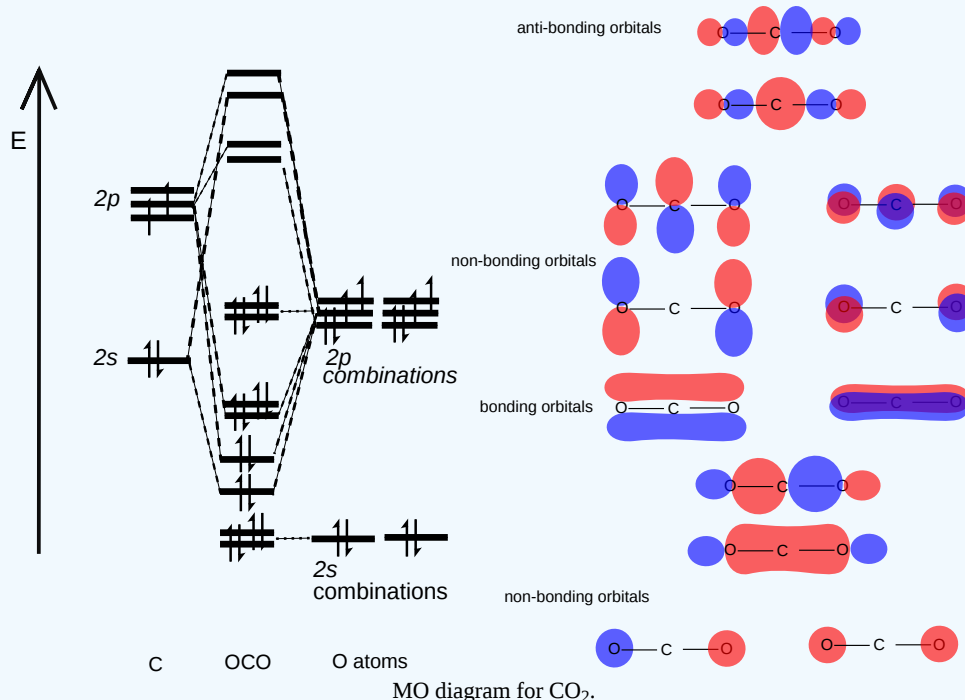 anti-bonding orbitals
O C O
O C O
E
2p
O C O
O C O
non-bonding orbitals
O C O
O C O
2s
2p
combinations
bonding orbitals
O C O
O C O
O C O
O C O
2s
combinations
non-bonding orbitals
O C O
O C O
C OCO O atoms
MO diagram for CO₂.